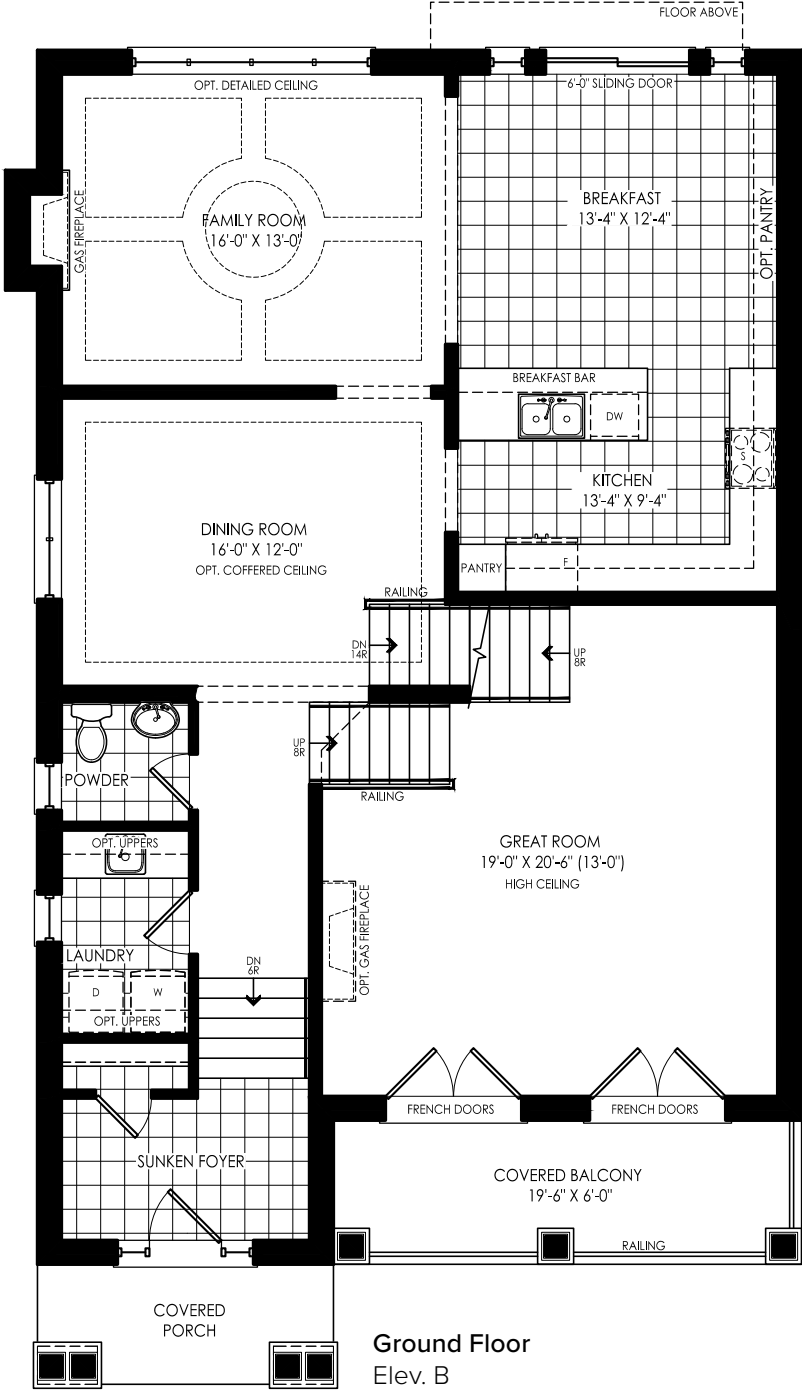 FLOOR ABOVE
OPT. DETAILED CEILING
6'-0" SLIDING DOOR
GAS FIREPLACE
FAMILY ROOM
16'-0" X 13'-0"
BREAKFAST
13'-4" X 12'-4"
OPT. PANTRY
BREAKFAST BAR
DW
S
KITCHEN
13'-4" X 9'-4"
PANTRY
F
DINING ROOM
16'-0" X 12'-0"
OPT. COFFERED CEILING
RAILING
DN
14R
UP
8R
UP
8R
RAILING
POWDER
OPT. UPPERS
LAUNDRY
D
W
OPT. UPPERS
DN
6R
GREAT ROOM
19'-0" X 20'-6" (13'-0")
HIGH CEILING
OPT. GAS FIREPLACE
FRENCH DOORS
FRENCH DOORS
SUNKEN FOYER
COVERED BALCONY
19'-6" X 6'-0"
RAILING
COVERED
PORCH
Ground Floor
Elev. B